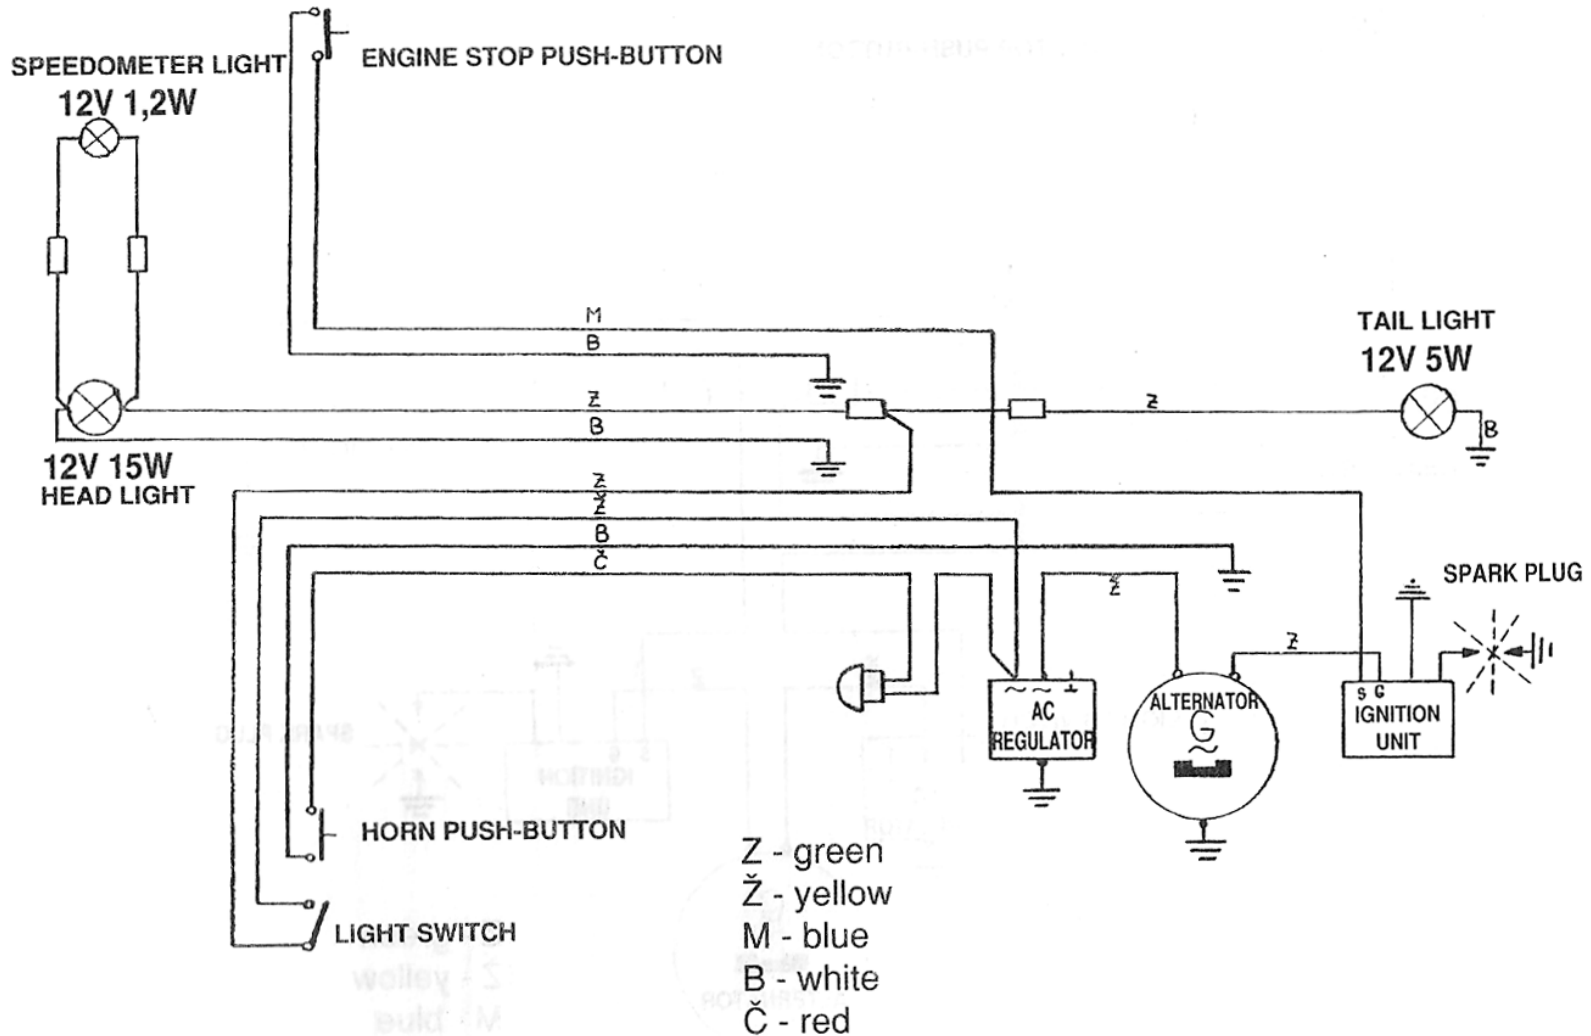 SPEEDOMETER LIGHT
12V 1,2W
ENGINE STOP PUSH-BUTTON
M
B
TAIL LIGHT
12V 5W
Z
Z
B
B
12V 15W
HEAD LIGHT
Z
Ž
B
Č
Ž
SPARK PLUG
Z
S G
IGNITION
UNIT
ALTERNATOR
G
~
~ ~
AC
REGULATOR
HORN PUSH-BUTTON
LIGHT SWITCH
Z - green
Ž - yellow
M - blue
B - white
Č - red